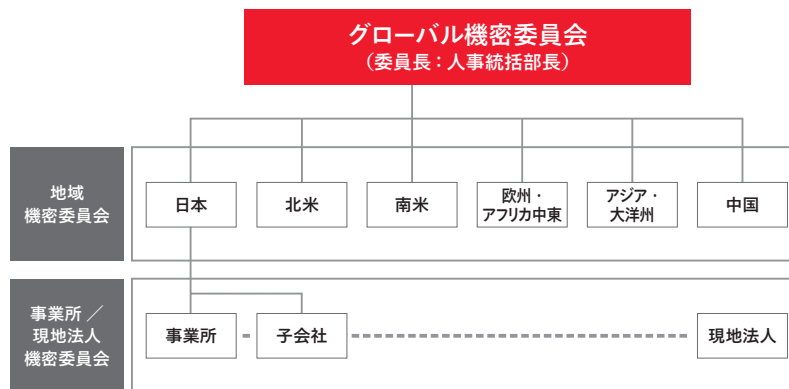 グローバル機密委員会
（委員長：人事統括部長）
地域
機密委員会
日本
北米
南米
欧州・
アフリカ中東
アジア・
大洋州
中国
事業所／
現地法人
機密委員会
事業所
子会社
現地法人